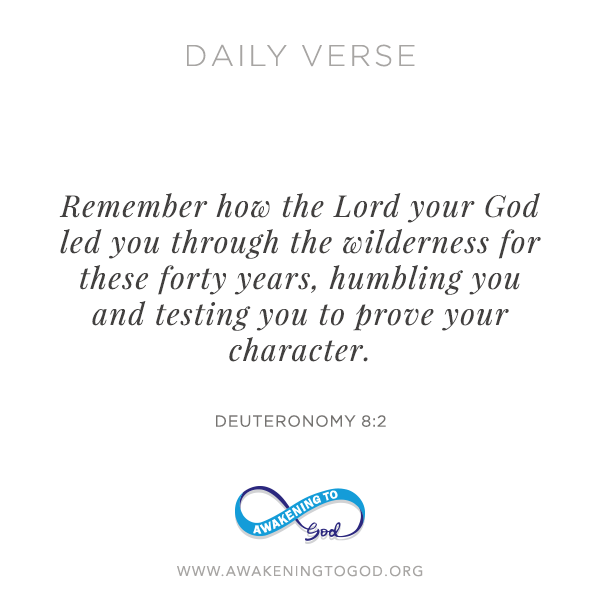 DAILY VERSE
Remember how the Lord your God
led you through the wilderness for
these forty years, humbling you
and testing you to prove your
character.
DEUTERONOMY 8:2
AWAKENING TO
God
WWW.AWAKENINGTOGOD.ORG